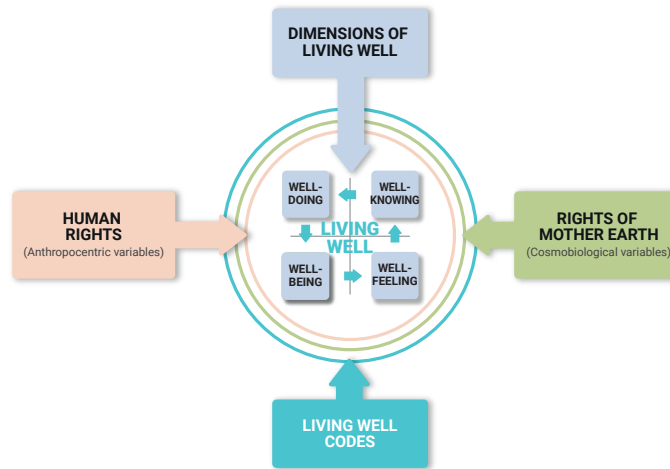 DIMENSIONS OF
LIVING WELL
WELL-
DOING
WELL-
KNOWING
HUMAN
RIGHTS
(Anthropocentric variables)
LIVING
WELL
RIGHTS OF
MOTHER EARTH
(Cosmobiological variables)
WELL-
BEING
WELL-
FEELING
LIVING WELL
CODES